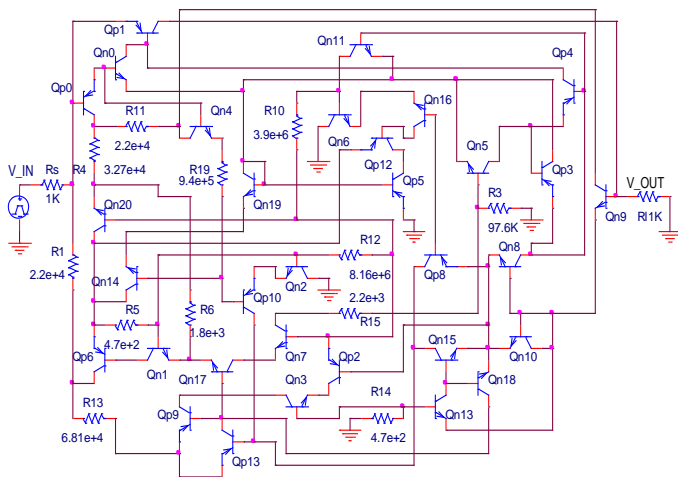 Qp1
Qn0
Qn11
Qp4
Qp0
R11
2.2e+4
Qn4
R10
3.9e+6
Qn6
Qn16
R4
3.27e+4
R19
9.4e+5
Qp12
Qn5
Qp3
V_IN
Rs
1K
Qn20
Qn19
Qp5
R3
97.6K
V_OUT
Qn9
Rl1K
R1
2.2e+4
R12
8.16e+6
Qn8
Qn14
Qp10
Qn2
Qp8
R5
4.7e+2
R6
1.8e+3
2.2e+3
R15
Qp6
Qn1
Qn17
Qn7
Qp2
Qn15
Qn10
Qn3
R14
4.7e+2
Qn18
Qn13
R13
6.81e+4
Qp9
Qp13